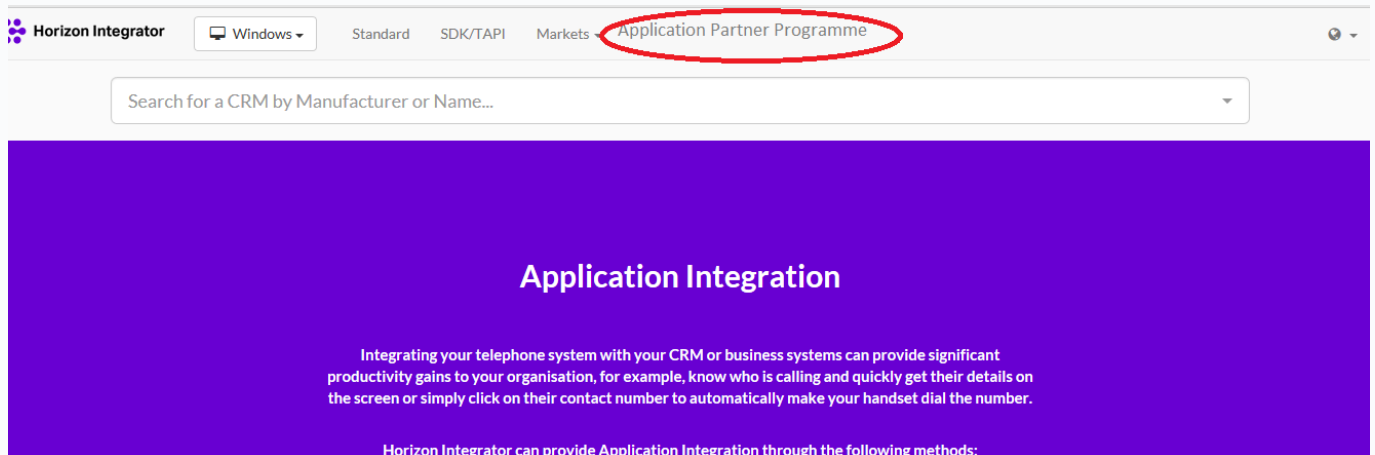 Horizon Integrator Windows Standard SDK/TAPI Markets Application Partner Programme
Search for a CRM by Manufacturer or Name...
Application Integration
Integrating your telephone system with your CRM or business systems can provide significant
productivity gains to your organisation, for example, know who is calling and quickly get their details on
the screen or simply click on their contact number to automatically make your handset dial the number.
Horizon Integrator can provide Application Integration through the following methods: